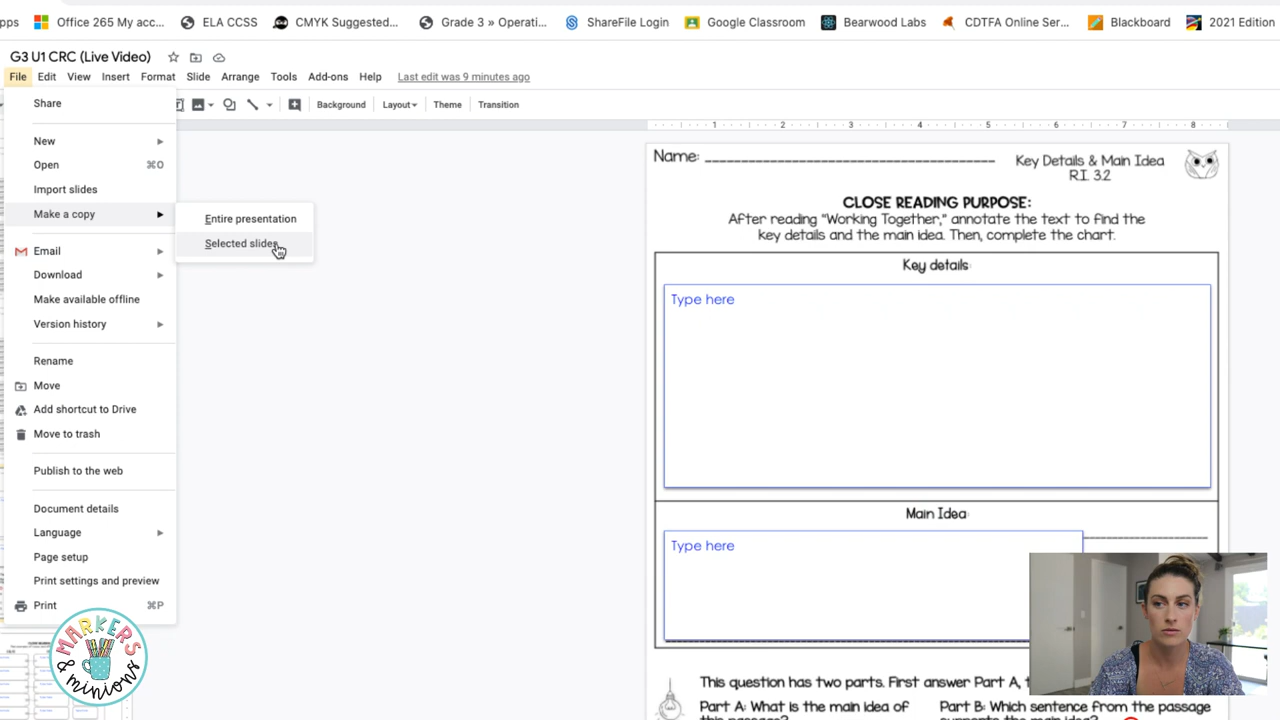 Apps
Office 365 My acc...
ELA CCSS
CMYK Suggested...
Grade 3 » Operati...
ShareFile Login
Google Classroom
Bearwood Labs
CDTFA Online Ser...
Blackboard
2021 Edition
G3 U1 CRC (Live Video)
File Edit View Insert Format Slide Arrange Tools Add-ons Help Last edit was 9 minutes ago
Background Layout Theme Transition
Share
New
Open ⌘O
Import slides
Make a copy
Email
Download
Make available offline
Version history
Rename
Move
Add shortcut to Drive
Move to trash
Publish to the web
Document details
Language
Page setup
Print settings and preview
Print ⌘P
Entire presentation
Selected slides
1 2 3 4 5 6 7 8
Name:
Key Details & Main Idea
R.I. 3.2
CLOSE READING PURPOSE:
After reading “Working Together,” annotate the text to find the
key details and the main idea. Then, complete the chart.
Key details:
Type here
Main Idea:
Type here
This question has two parts. First answer Part A,
Part A: What is the main idea of
this passage?
Part B: Which sentence from the passage
supports the main idea?
MARKERS
& minions